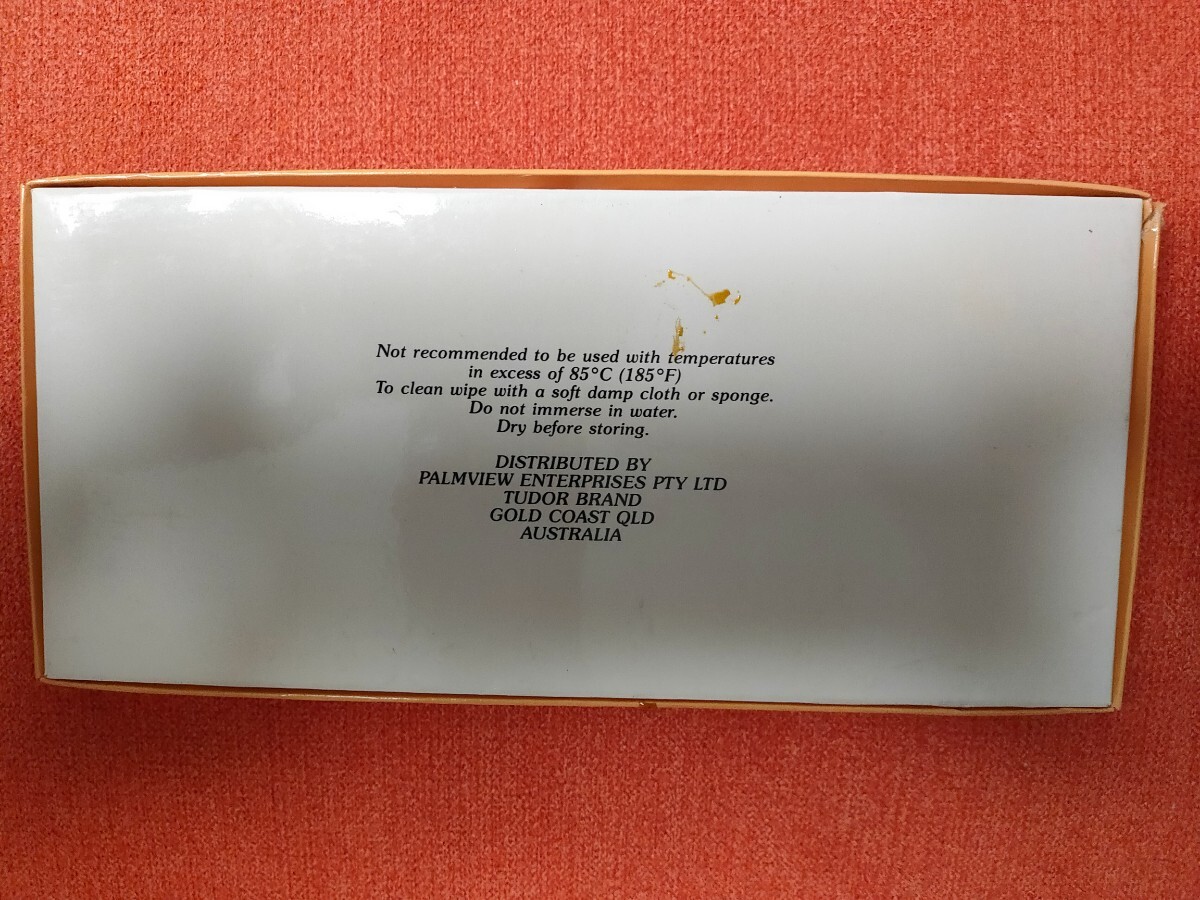 Not recommended to be used with temperatures
in excess of 85°C (185°F)
To clean wipe with a soft damp cloth or sponge.
Do not immerse in water.
Dry before storing.
DISTRIBUTED BY
PALMVIEW ENTERPRISES PTY LTD
TUDOR BRAND
GOLD COAST QLD
AUSTRALIA